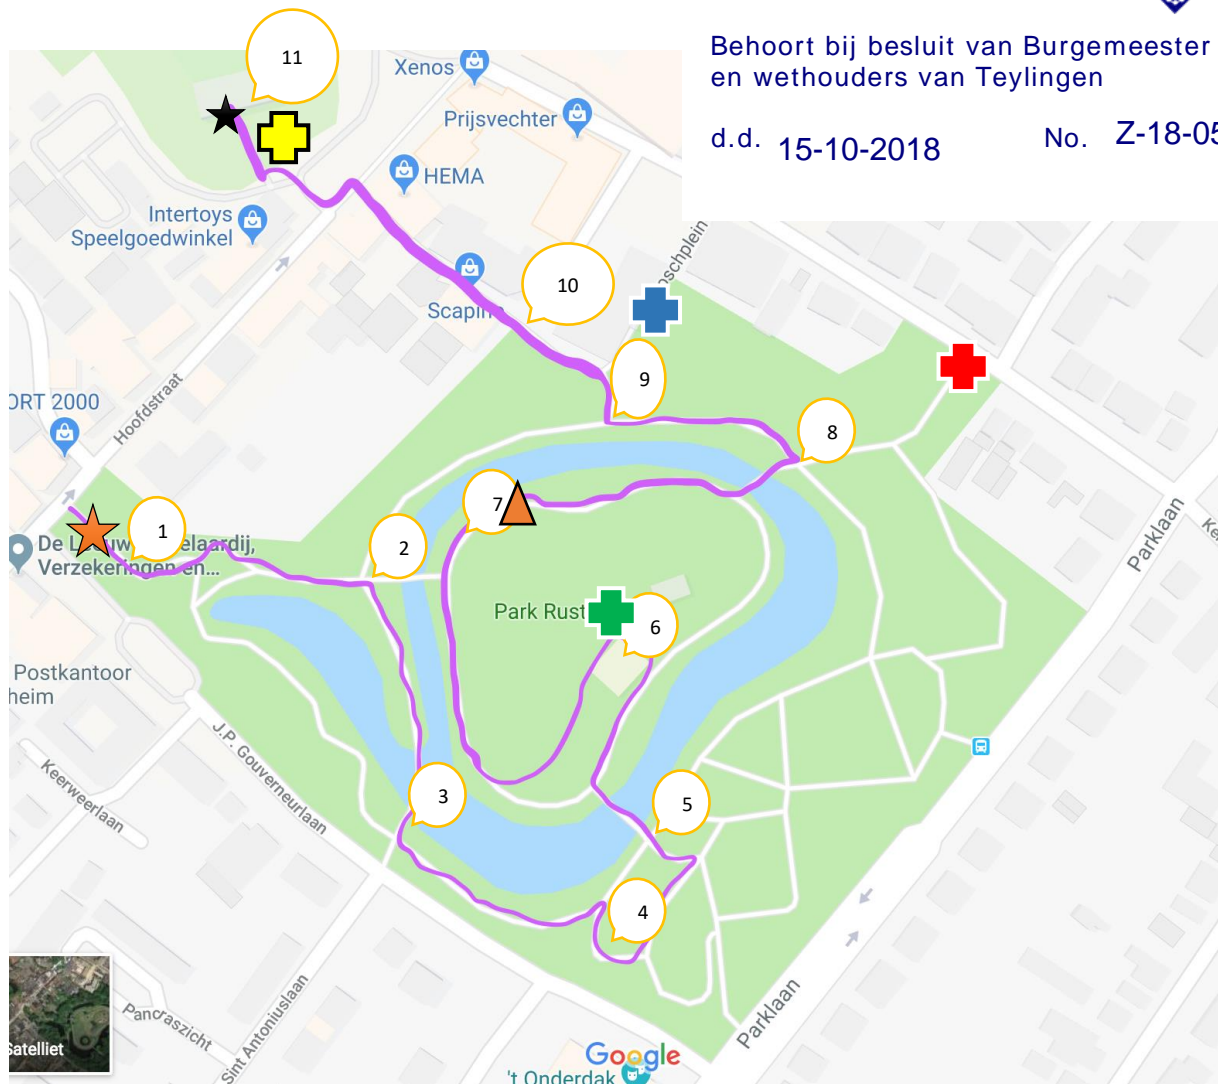 Behoort bij besluit van Burgemeester
en wethouders van Teylingen
d.d. 15-10-2018 No. Z-18-05
11
Xenos
Prijsvechter
HEMA
Intertoys
Speelgoedwinkel
10
Scapino
9
8
ORT 2000
Hoofdstraat
7
1
2
De
Verzekeringen en...
Park Rust
6
Postkantoor
heim
J.P. Gouverneurlaan
Keerweerlaan
3
5
4
Parklaan
Parklaan
Pancraszicht
Sint Antoniuslaan
Satelliet
Google
't Onderdak